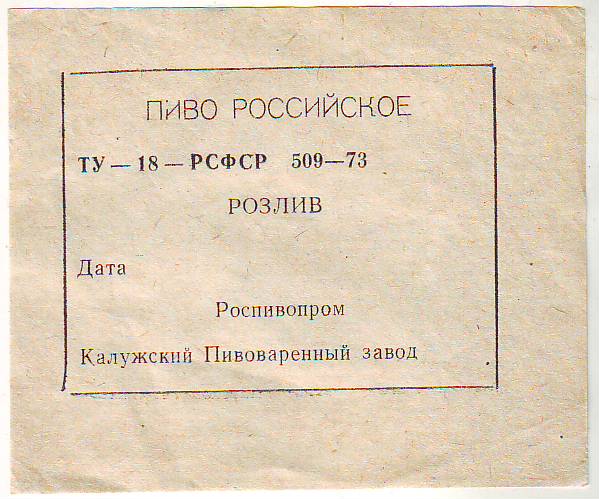 ПИВО РОССИЙСКОЕ
ТУ — 18 — РСФСР 509—73
РОЗЛИВ
Дата
Роспивопром
Калужский Пивоваренный завод